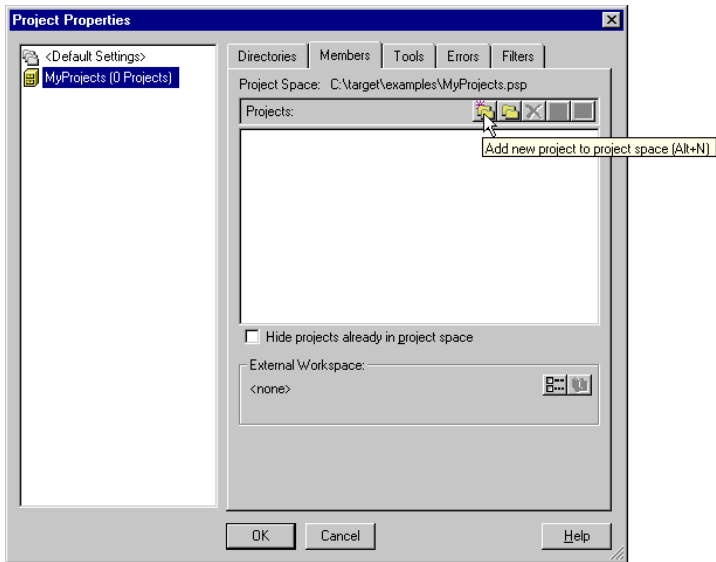 Project Properties
<Default Settings>
MyProjects (0 Projects)
Directories Members Tools Errors Filters
Project Space: C:\target\examples\MyProjects.psp
Projects:
Add new project to project space (Alt+N)
Hide projects already in project space
External Workspace:
<none>
OK Cancel Help